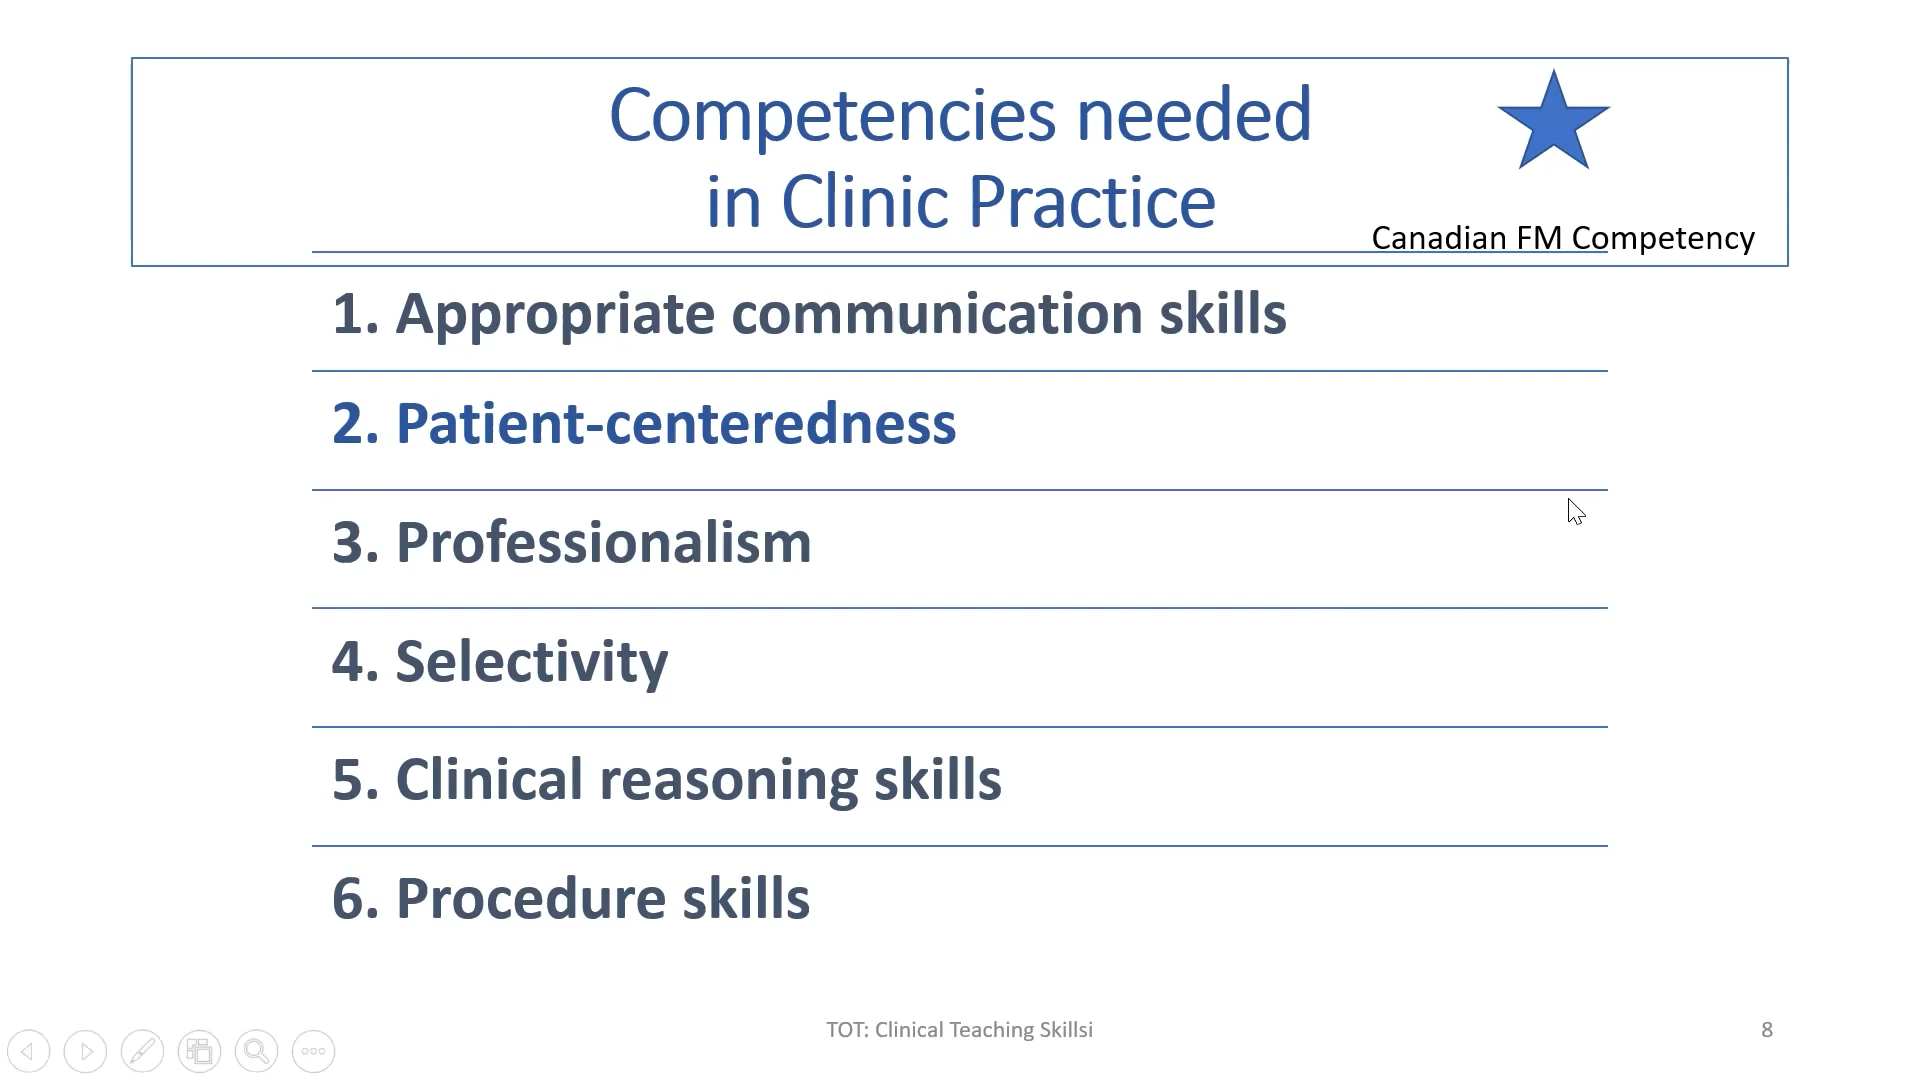 Competencies needed
in Clinic Practice
Canadian FM Competency
1. Appropriate communication skills
2. Patient-centeredness
3. Professionalism
4. Selectivity
5. Clinical reasoning skills
6. Procedure skills
TOT: Clinical Teaching Skillsi
8